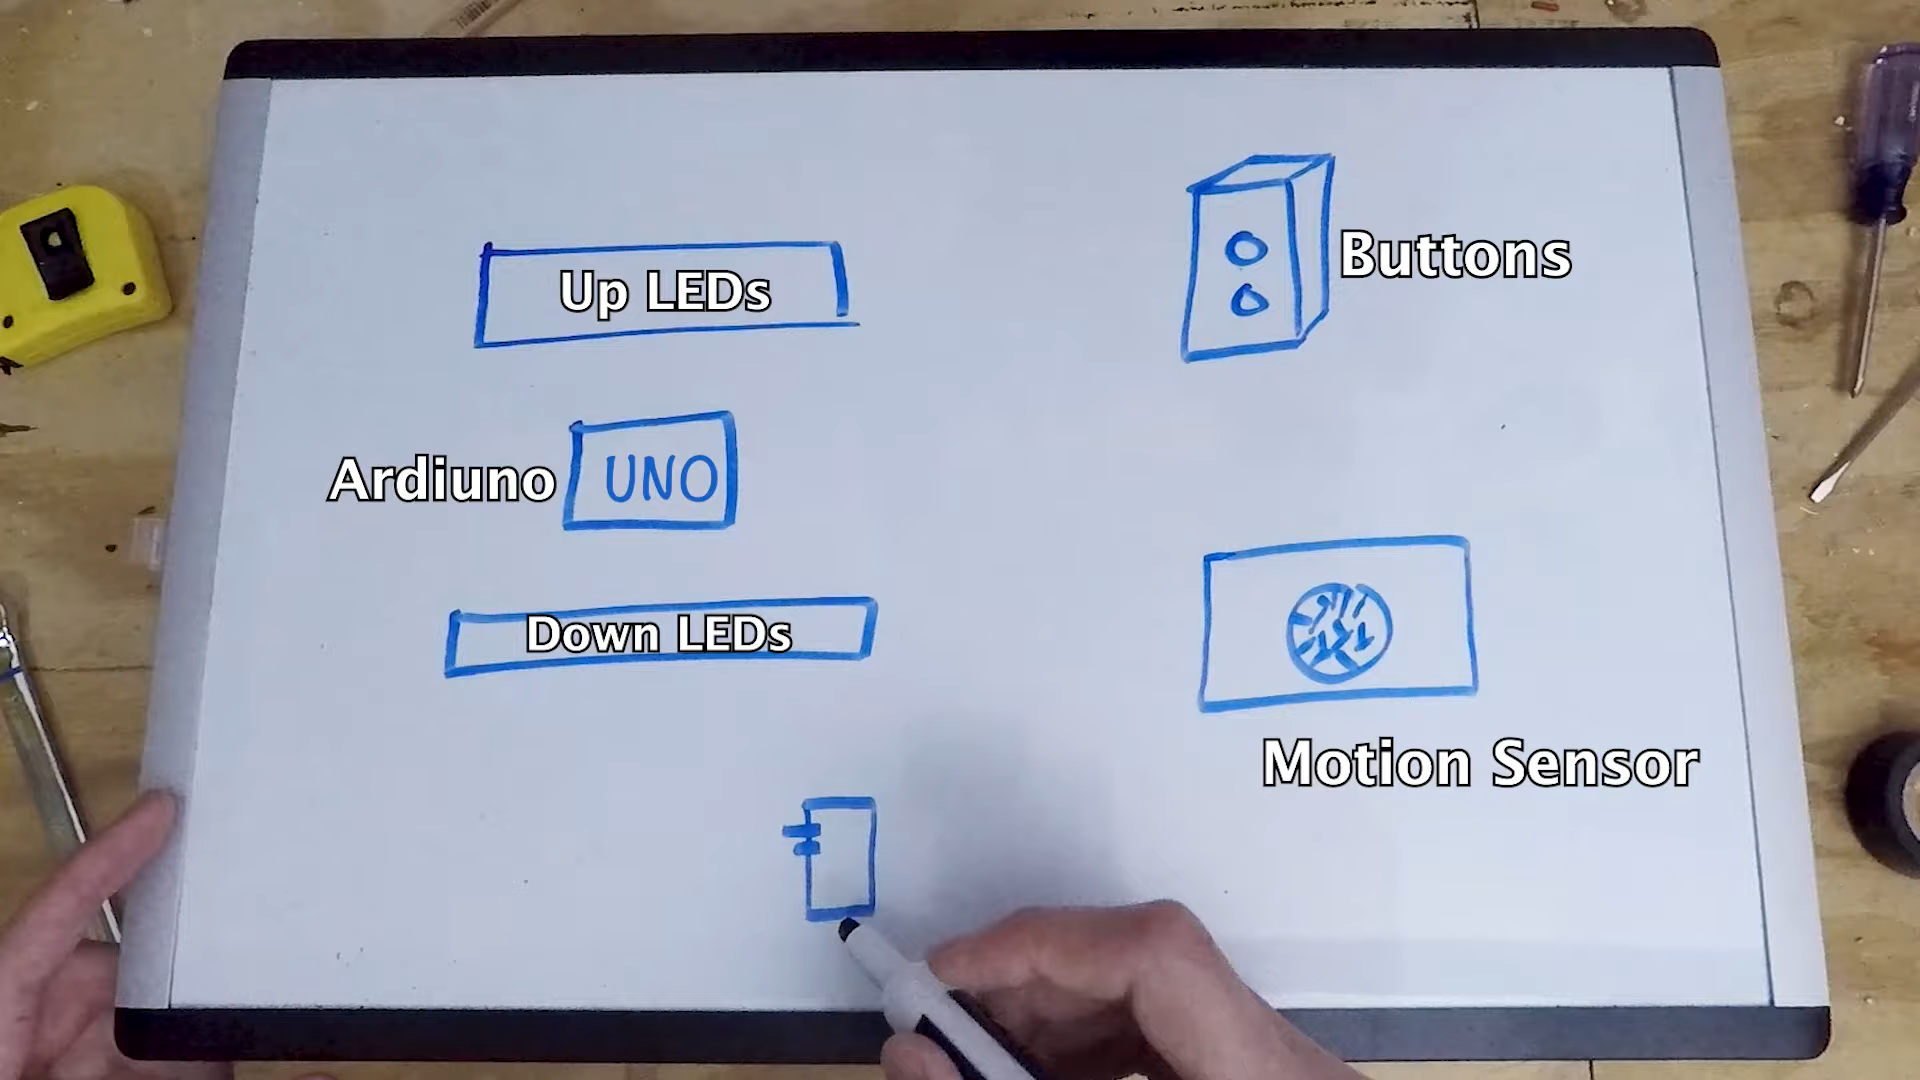 Up LEDs
Buttons
Ardiuno
UNO
Down LEDs
Motion Sensor